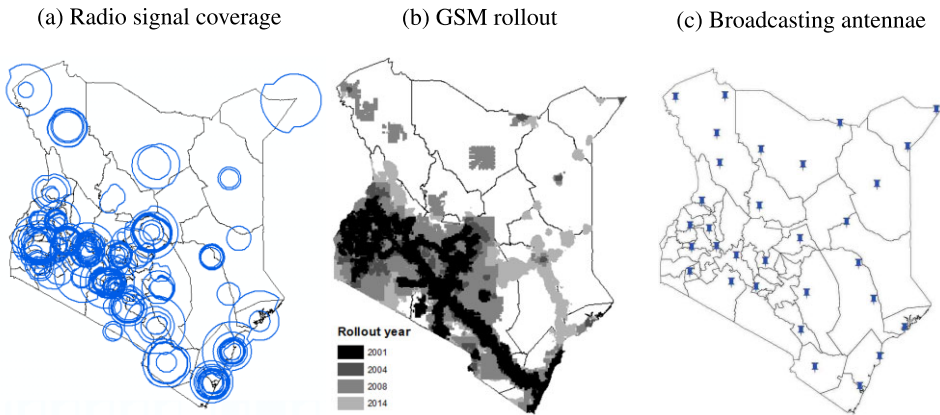 (a) Radio signal coverage
(b) GSM rollout
(c) Broadcasting antennae
Rollout year
2001
2004
2008
2014